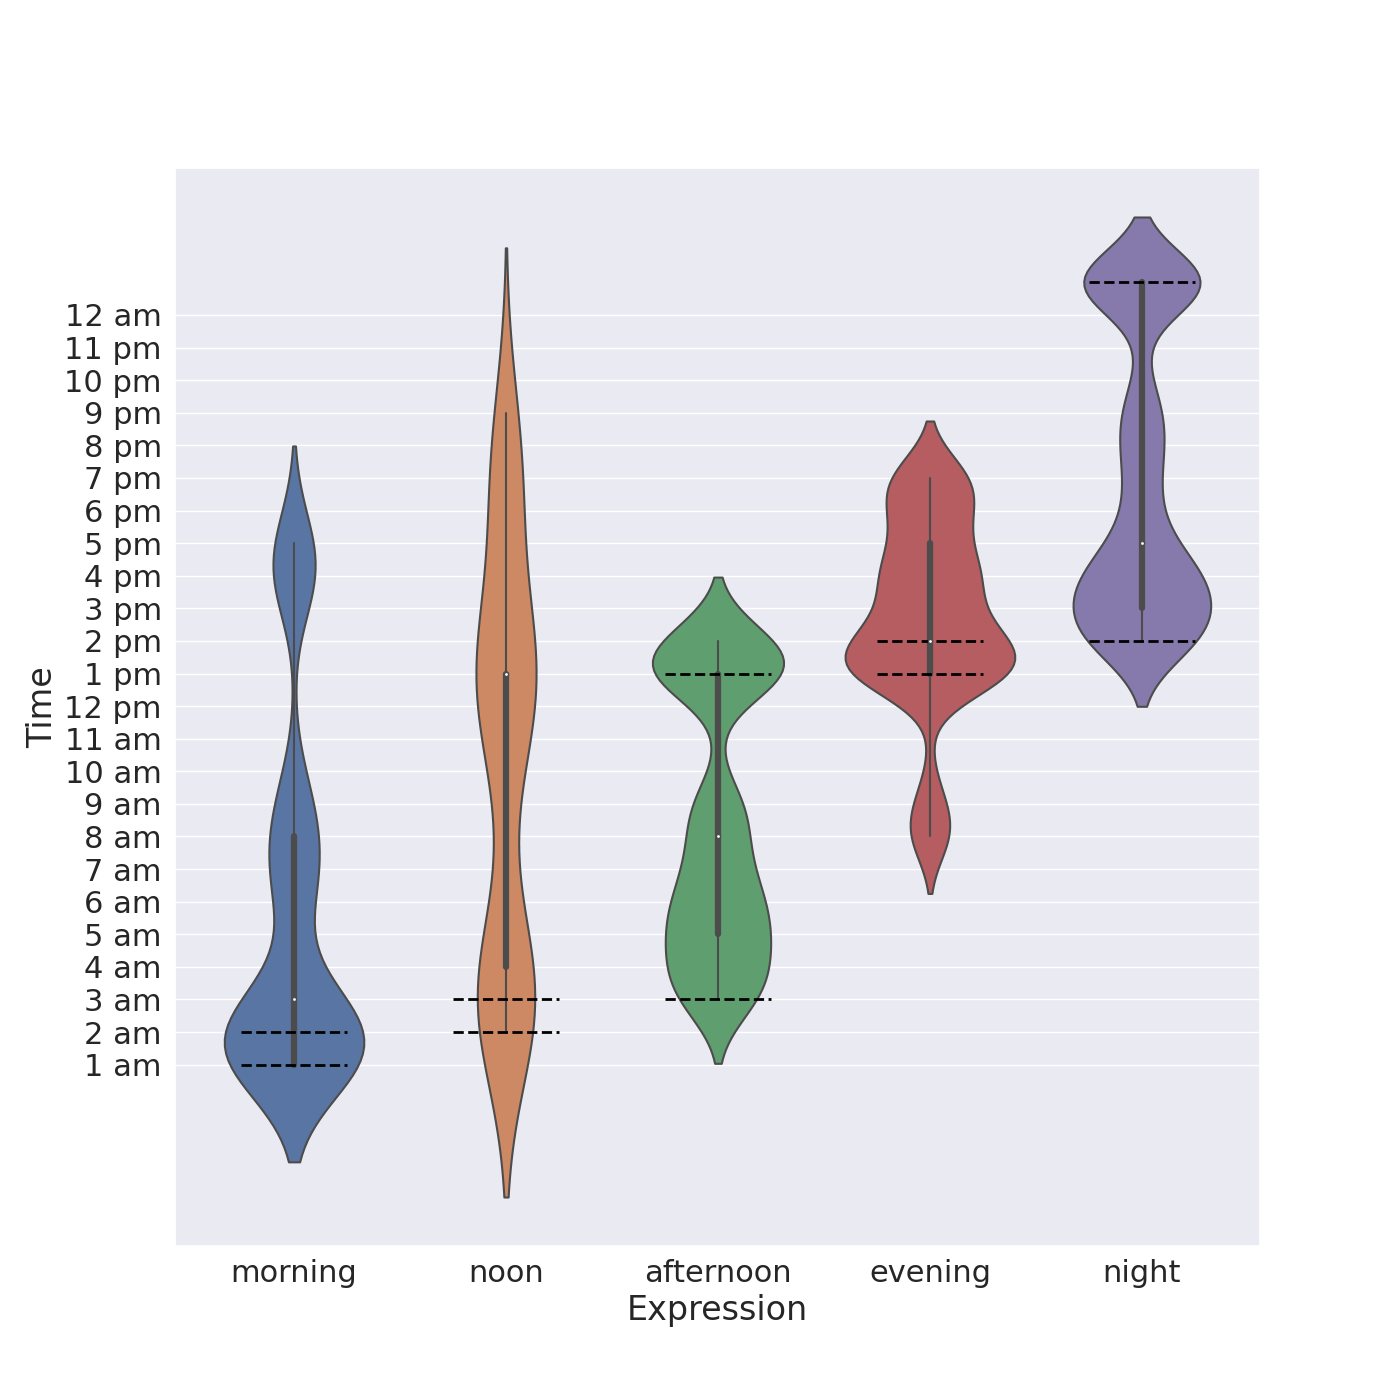 12 am
11 pm
10 pm
9 pm
8 pm
7 pm
6 pm
5 pm
4 pm
3 pm
2 pm
1 pm
12 pm
11 am
10 am
9 am
8 am
7 am
6 am
5 am
4 am
3 am
2 am
1 am
Time
morning noon afternoon evening night
Expression